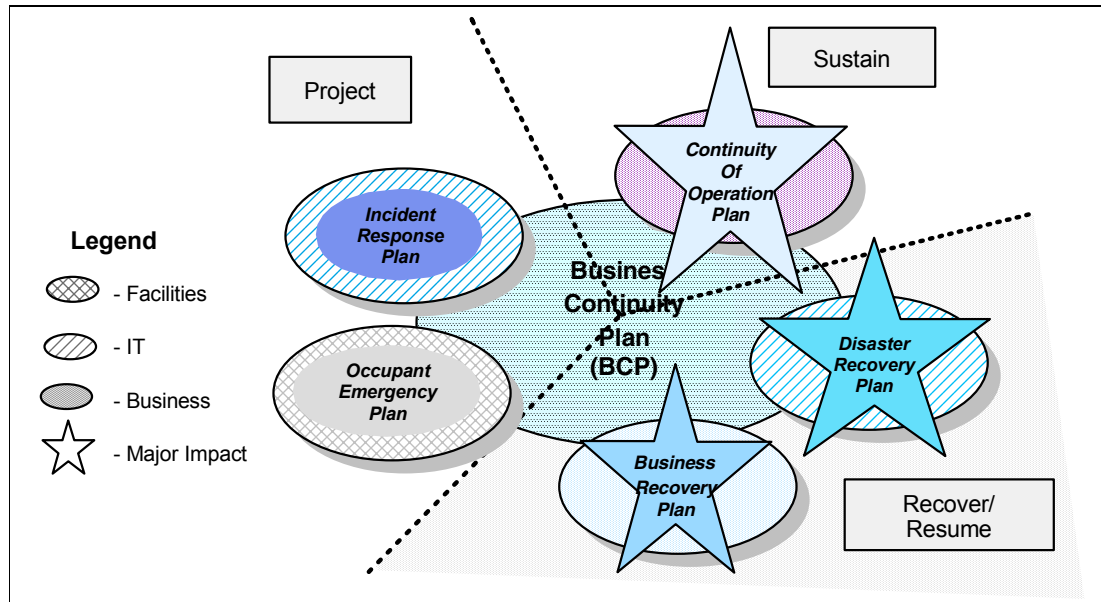 Project
Sustain
Continuity
Of
Operation
Plan
Incident
Response
Plan
Legend
- Facilities
- IT
- Business
- Major Impact
Busines
Continuity
Plan
(BCP)
Occupant
Emergency
Plan
Disaster
Recovery
Plan
Business
Recovery
Plan
Recover/
Resume